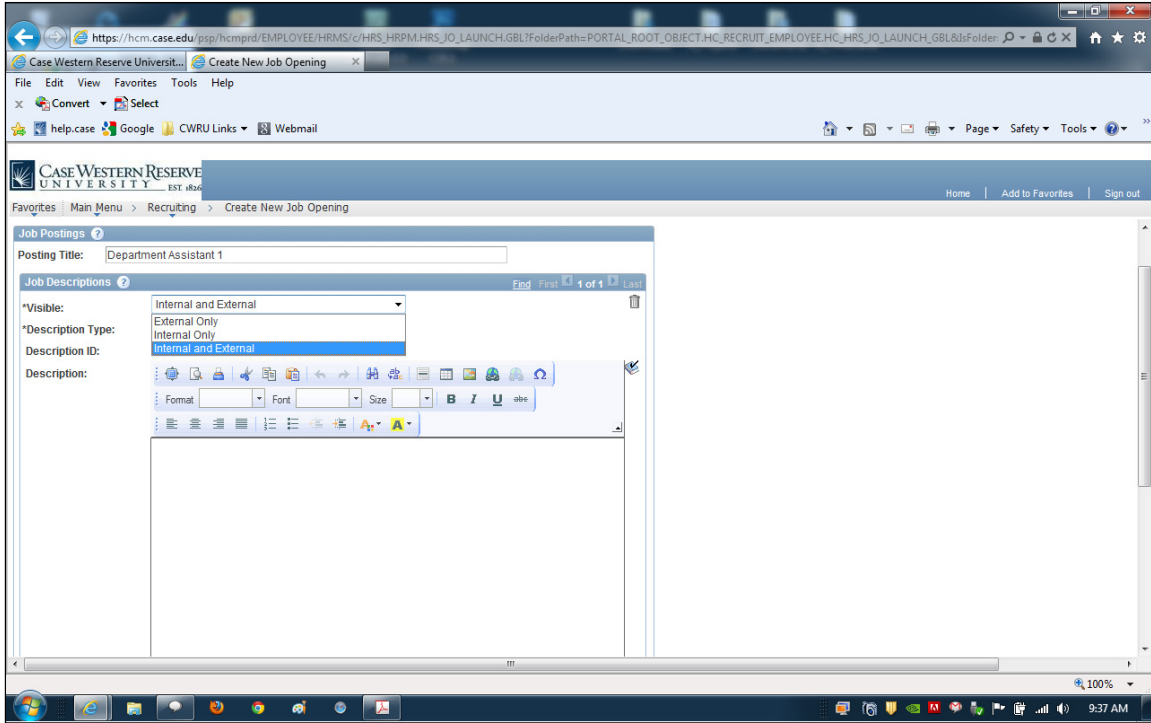 https://hcm.case.edu/psp/hcmprd/EMPLOYEE/HRMS/c/HRS_HRPM.HRS_JO_LAUNCH.GBL?FolderPath=PORTAL_ROOT_OBJECT.HC_RECRUIT_EMPLOYEE.HC_HRS_JO_LAUNCH_GBL&IsFolder:
Case Western Reserve Universit... Create New Job Opening
File Edit View Favorites Tools Help
x Convert Select
help.case Google CWRU Links Webmail Page Safety Tools
CASE WESTERN RESERVE
UNIVERSITY EST. 1826
Home | Add to Favorites | Sign out
Favorites Main Menu > Recruiting > Create New Job Opening
Job Postings
Posting Title: Department Assistant 1
Job Descriptions Find First 1 of 1 Last
*Visible: Internal and External
External Only
*Description Type: Internal Only
Description ID: Internal and External
Description:
Format Font Size B I U abc
A A
100%
9:37 AM